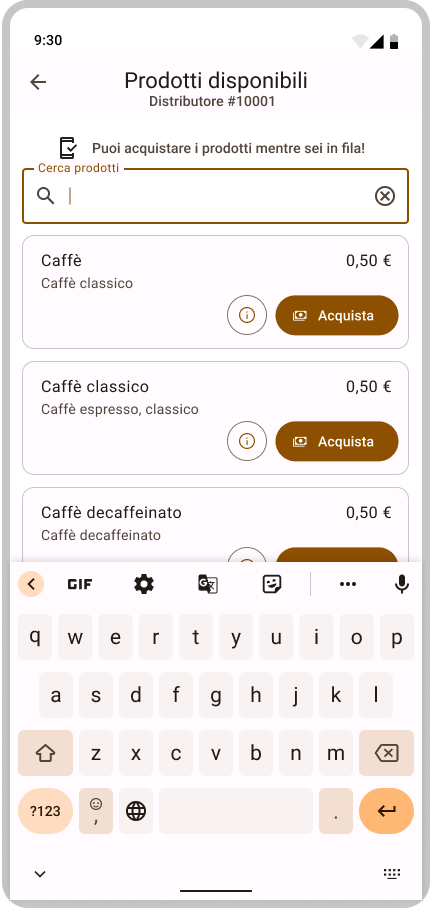 9:30
Prodotti disponibili
Distributore #10001
Puoi acquistare i prodotti mentre sei in fila!
Cerca prodotti
Caffè 0,50 €
Caffè classico
Acquista
Caffè classico 0,50 €
Caffè espresso, classico
Acquista
Caffè decaffeinato 0,50 €
Caffè decaffeinato
GIF
q w e r t y u i o p
a s d f g h j k l
z x c v b n m
?123 , .